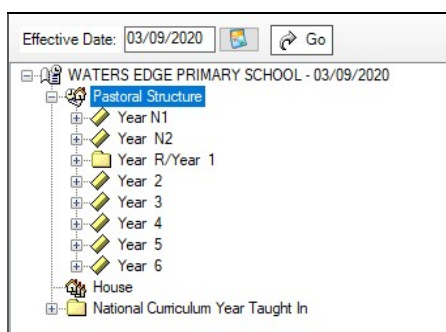 Effective Date: 03/09/2020 Go
WATERS EDGE PRIMARY SCHOOL - 03/09/2020
Pastoral Structure
Year N1
Year N2
Year R/Year 1
Year 2
Year 3
Year 4
Year 5
Year 6
House
National Curriculum Year Taught In